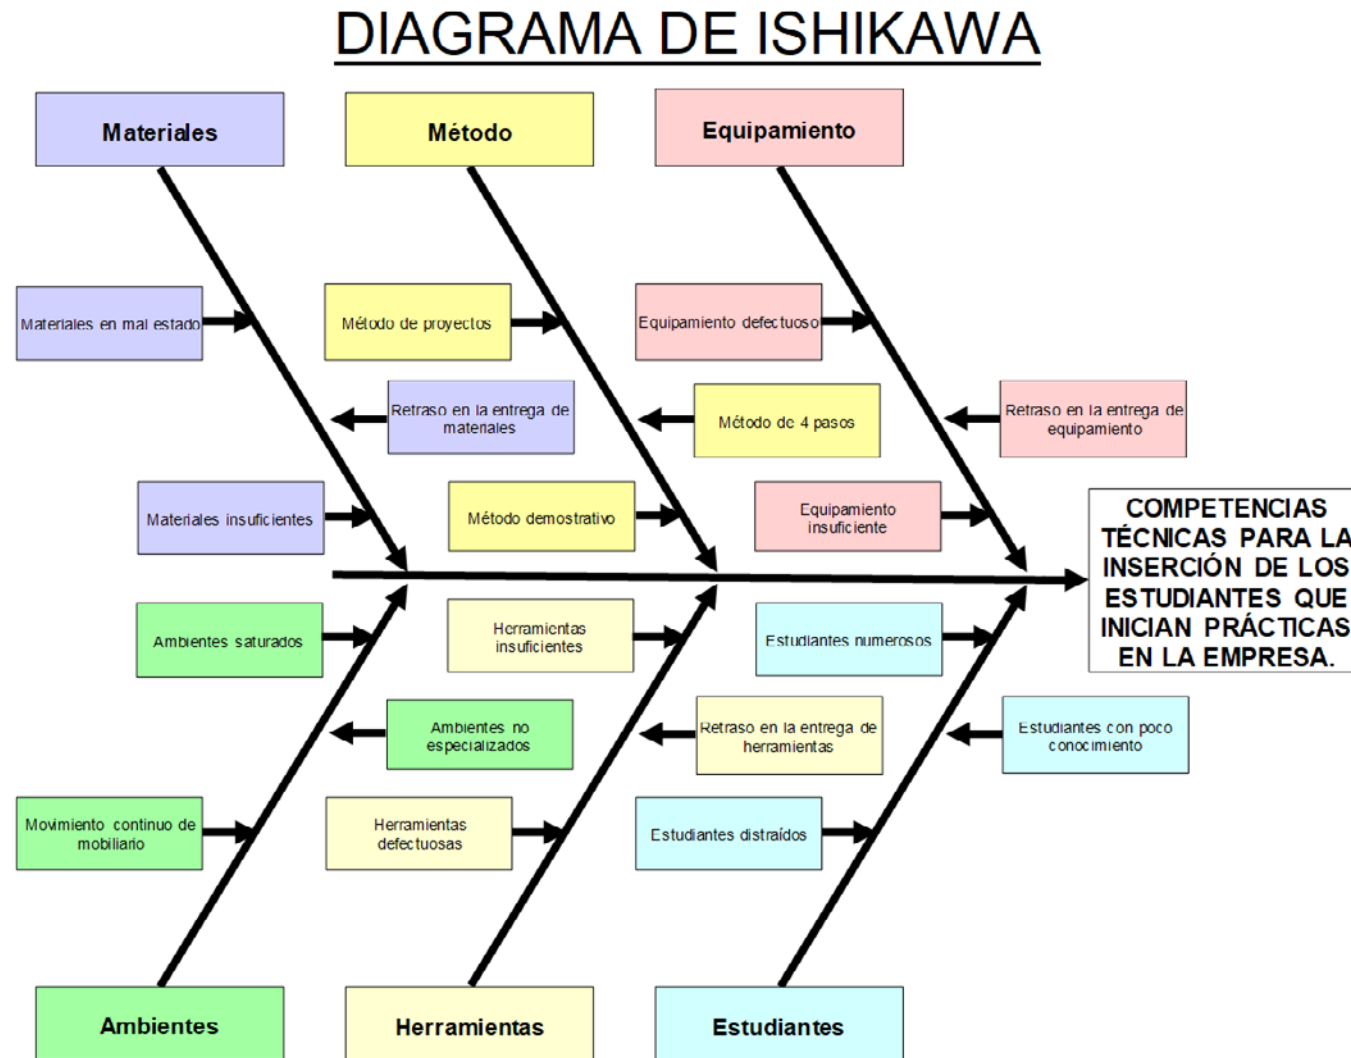 DIAGRAMA DE ISHIKAWA
Materiales
Método
Equipamiento
Materiales en mal estado
Método de proyectos
Equipamiento defectuoso
Retraso en la entrega de
materiales
Método de 4 pasos
Retraso en la entrega de
equipamiento
Materiales insuficientes
Método demostrativo
Equipamiento
insuficiente
COMPETENCIAS
TÉCNICAS PARA LA
INSERCIÓN DE LOS
ESTUDIANTES QUE
INICIAN PRÁCTICAS
EN LA EMPRESA.
Ambientes saturados
Herramientas
insuficientes
Estudiantes numerosos
Ambientes no
especializados
Retraso en la entrega de
herramientas
Estudiantes con poco
conocimiento
Movimiento continuo de
mobiliario
Herramientas
defectuosas
Estudiantes distraídos
Ambientes
Herramientas
Estudiantes